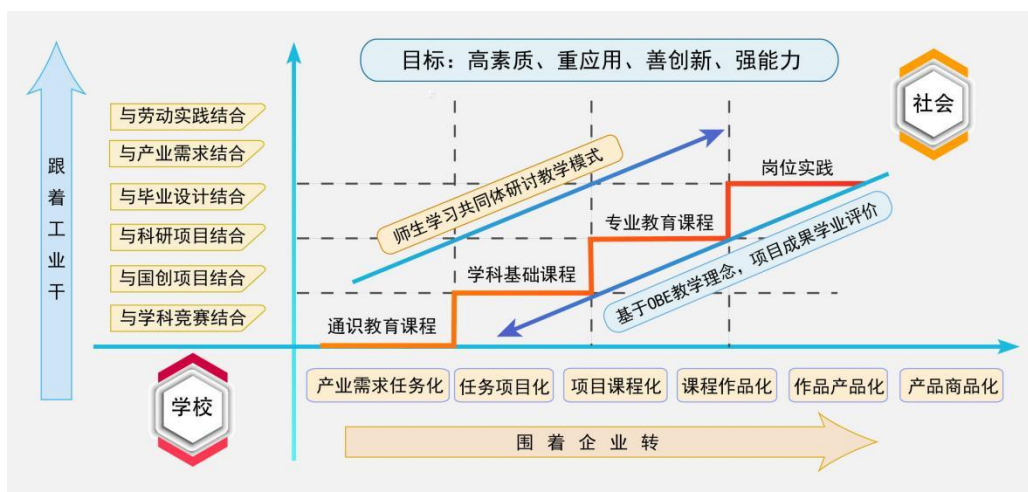 目标：高素质、重应用、善创新、强能力
社会
跟着工业干
与劳动实践结合
与产业需求结合
与毕业设计结合
与科研项目结合
与国创项目结合
与学科竞赛结合
师生学习共同体研讨教学模式
岗位实践
专业教育课程
学科基础课程
通识教育课程
基于OBE教学理念，项目成果学业评价
学校
产业需求任务化
任务项目化
项目课程化
课程作品化
作品产品化
产品商品化
围着企业转